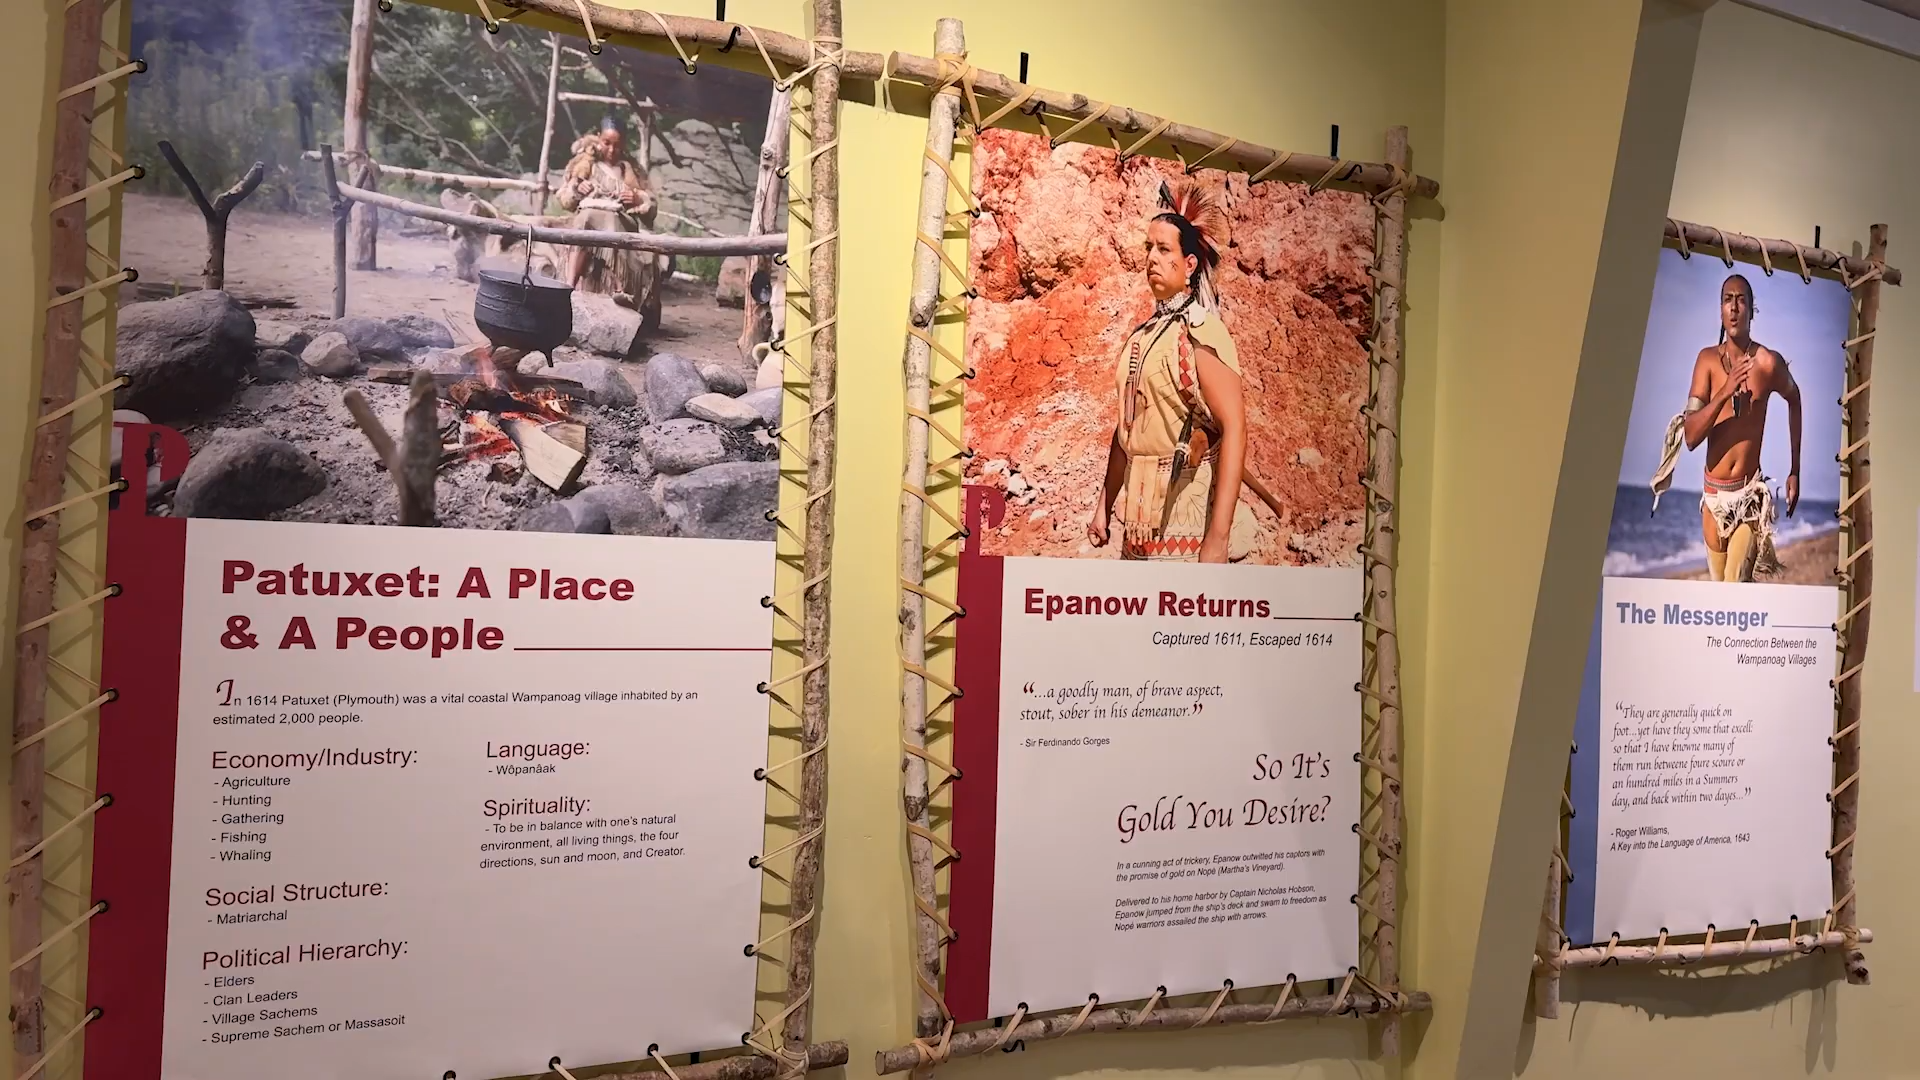 Patuxet: A Place
& A People
In 1614 Patuxet (Plymouth) was a vital coastal Wampanoag village inhabited by an
estimated 2,000 people.
Economy/Industry:
- Agriculture
- Hunting
- Gathering
- Fishing
- Whaling
Social Structure:
- Matriarchal
Political Hierarchy:
- Elders
- Clan Leaders
- Village Sachems
- Supreme Sachem or Massasoit
Language:
- Wôpanâak
Spirituality:
- To be in balance with one's natural
environment, all living things, the four
directions, sun and moon, and Creator.
Epanow Returns
Captured 1611, Escaped 1614
"...a goodly man, of brave aspect,
stout, sober in his demeanor."
- Sir Ferdinando Gorges
So It's
Gold You Desire?
In a cunning act of trickery, Epanow outwitted his captors with
the promise of gold on Nopé (Martha's Vineyard).
Delivered to his home harbor by Captain Nicholas Hobson,
Epanow jumped from the ship's deck and swam to freedom as
Nopé warriors assailed the ship with arrows.
The Messenger
The Connection Between the
Wampanoag Villages
"They are generally quick on
foot...yet have they some that excell:
so that I have knowne many of
them run betweene foure scoure or
an hundred miles in a Summers
day, and back within two dayes..."
- Roger Williams,
A Key into the Language of America, 1643